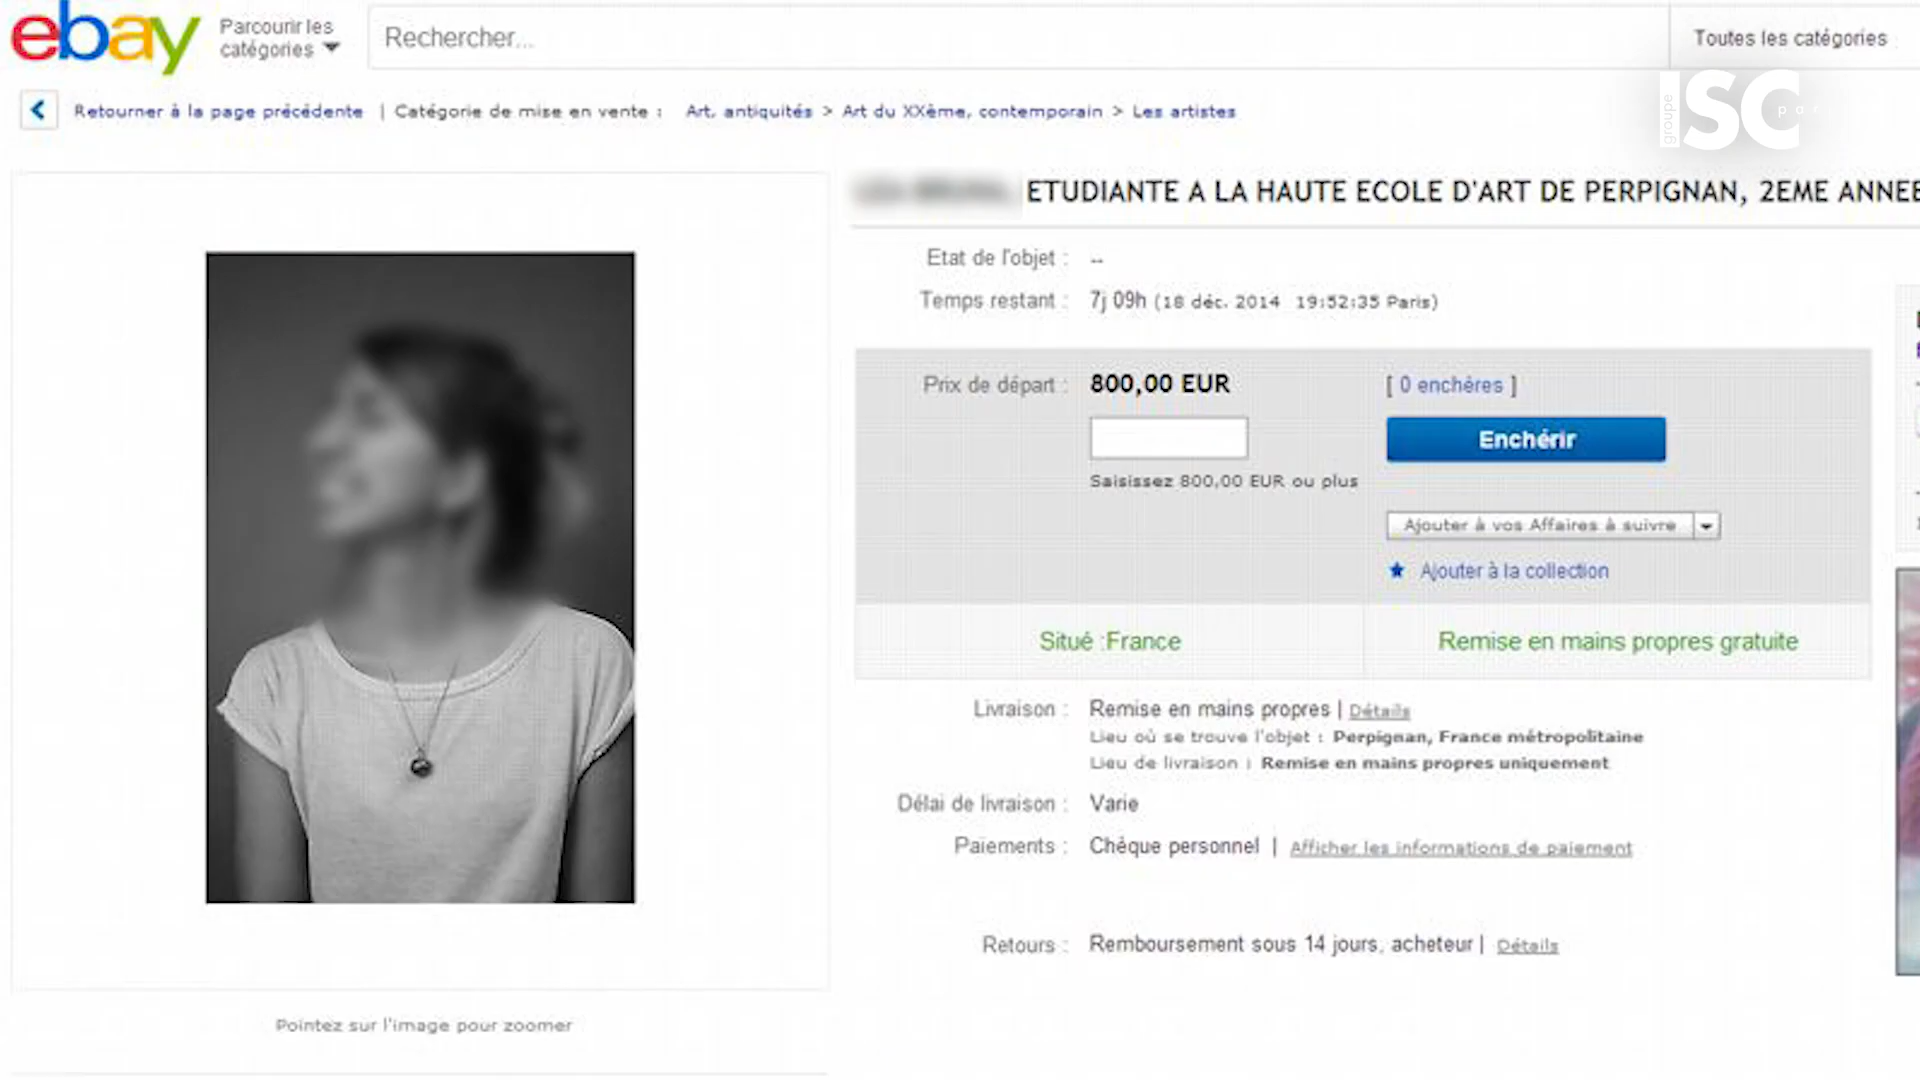 ebay
Parcourir les
catégories
Rechercher...
Toutes les catégories
groupe ISC
Retourner à la page précédente | Catégorie de mise en vente : Art, antiquités > Art du XXème, contemporain > Les artistes
ETUDIANTE A LA HAUTE ECOLE D'ART DE PERPIGNAN, 2EME ANNEE
Etat de l'objet : --
Temps restant : 7j 09h (18 déc. 2014 19:52:35 Paris)
Prix de départ : 800,00 EUR [ 0 enchères ]
Enchérir
Saisissez 800,00 EUR ou plus
Ajouter à vos Affaires à suivre
Ajouter à la collection
Situé :France Remise en mains propres gratuite
Livraison : Remise en mains propres | Détails
Lieu où se trouve l'objet : Perpignan, France métropolitaine
Lieu de livraison : Remise en mains propres uniquement
Délai de livraison : Varie
Paiements : Chèque personnel | Afficher les informations de paiement
Retours : Remboursement sous 14 jours, acheteur | Détails
Pointez sur l'image pour zoomer